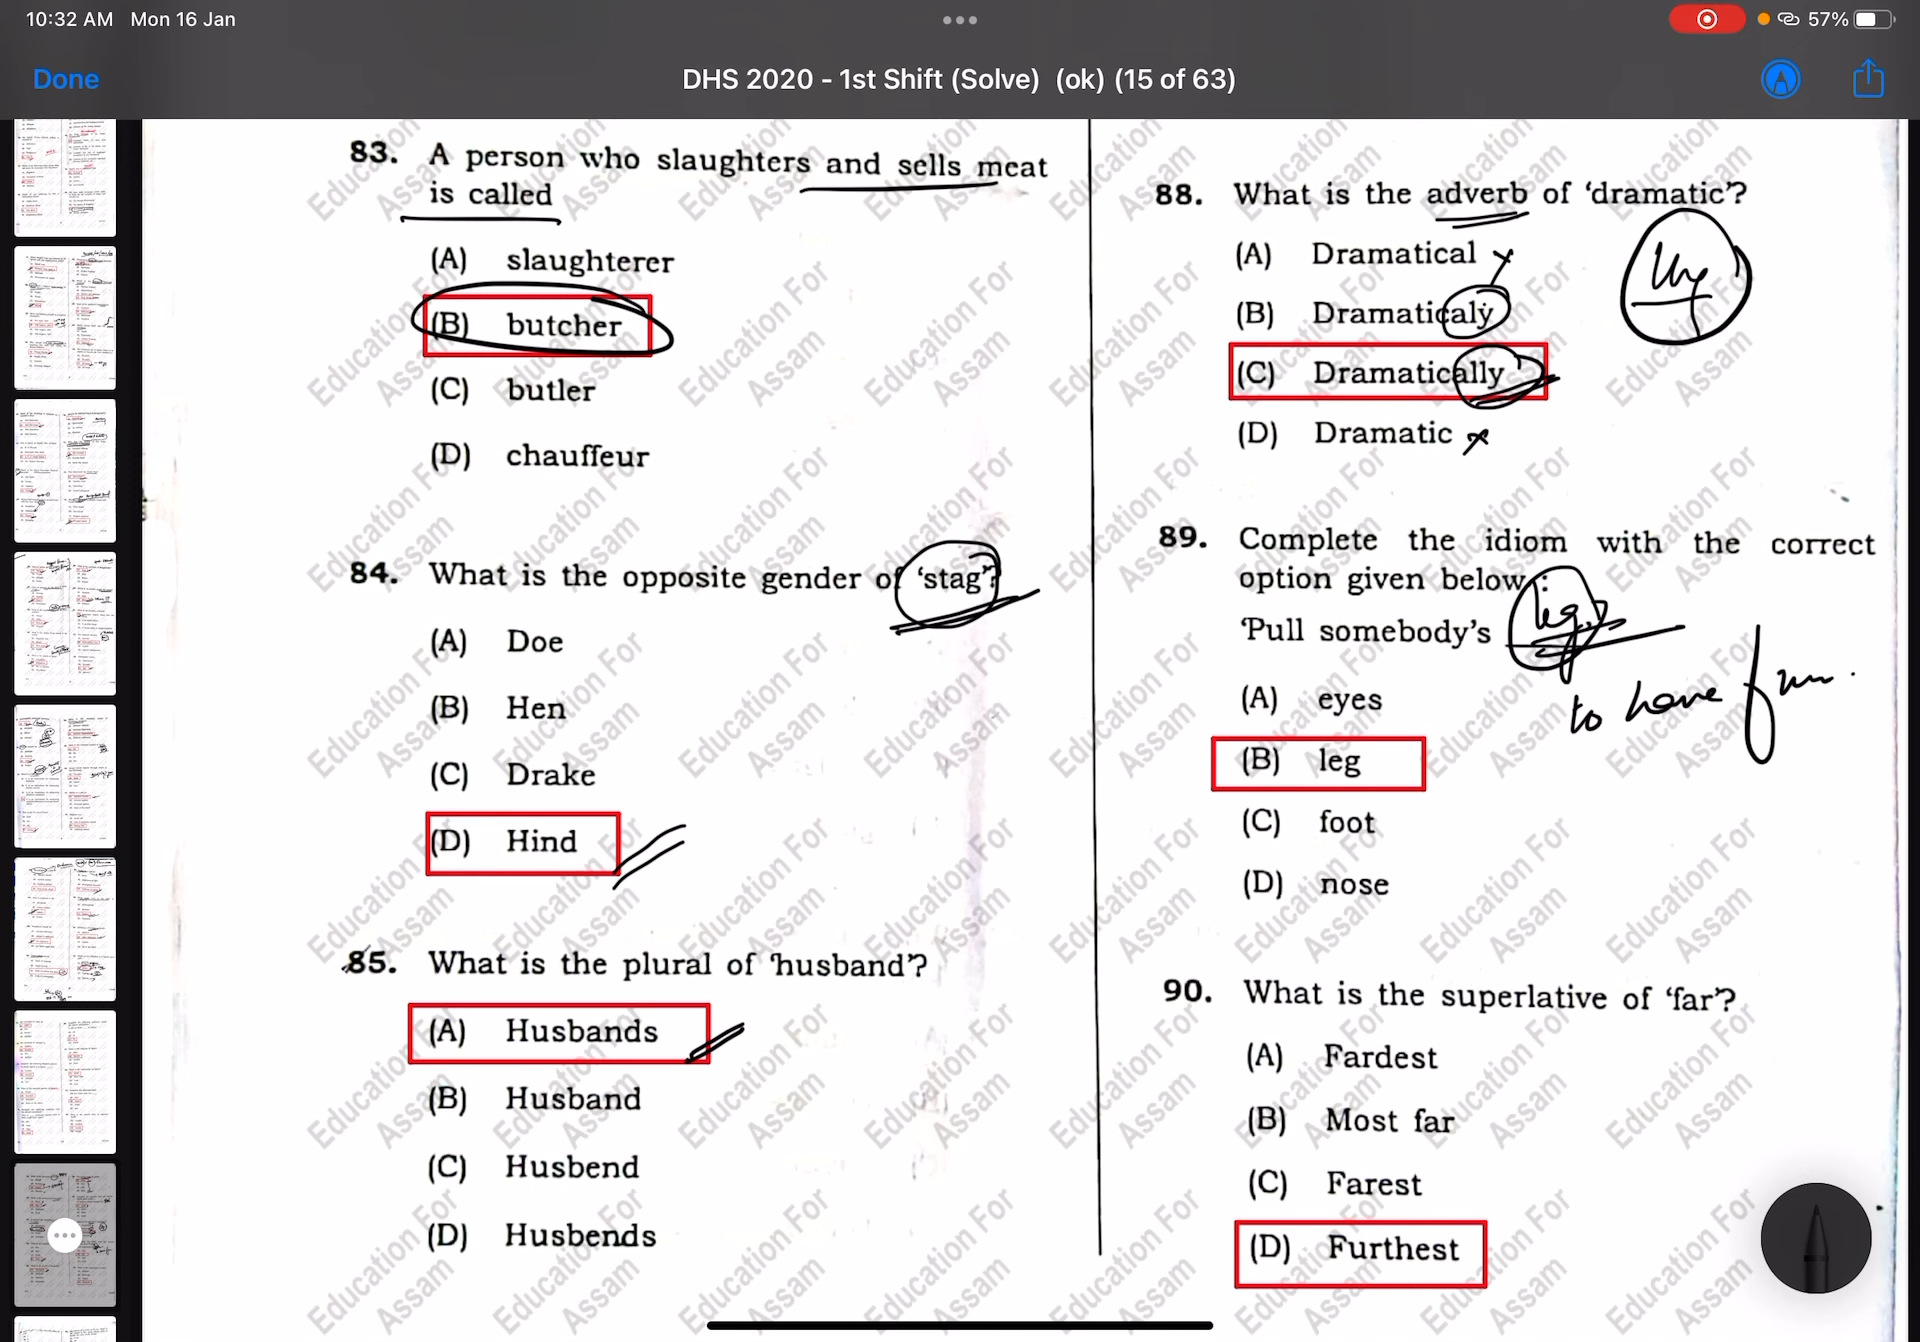 10:32 AM Mon 16 Jan
57%
Done
DHS 2020 - 1st Shift (Solve) (ok) (15 of 63)
83. A person who slaughters and sells meat
is called
(A) slaughterer
(B) butcher
(C) butler
(D) chauffeur
84. What is the opposite gender of ‘stag’?
(A) Doe
(B) Hen
(C) Drake
(D) Hind
85. What is the plural of ‘husband’?
(A) Husbands
(B) Husband
(C) Husbend
(D) Husbends
88. What is the adverb of ‘dramatic’?
(A) Dramatical
(B) Dramaticaly
(C) Dramatically
(D) Dramatic
89. Complete the idiom with the correct
option given below :
‘Pull somebody’s leg
to have fun.
(A) eyes
(B) leg
(C) foot
(D) nose
90. What is the superlative of ‘far’?
(A) Fardest
(B) Most far
(C) Farest
(D) Furthest
Education For
Assam